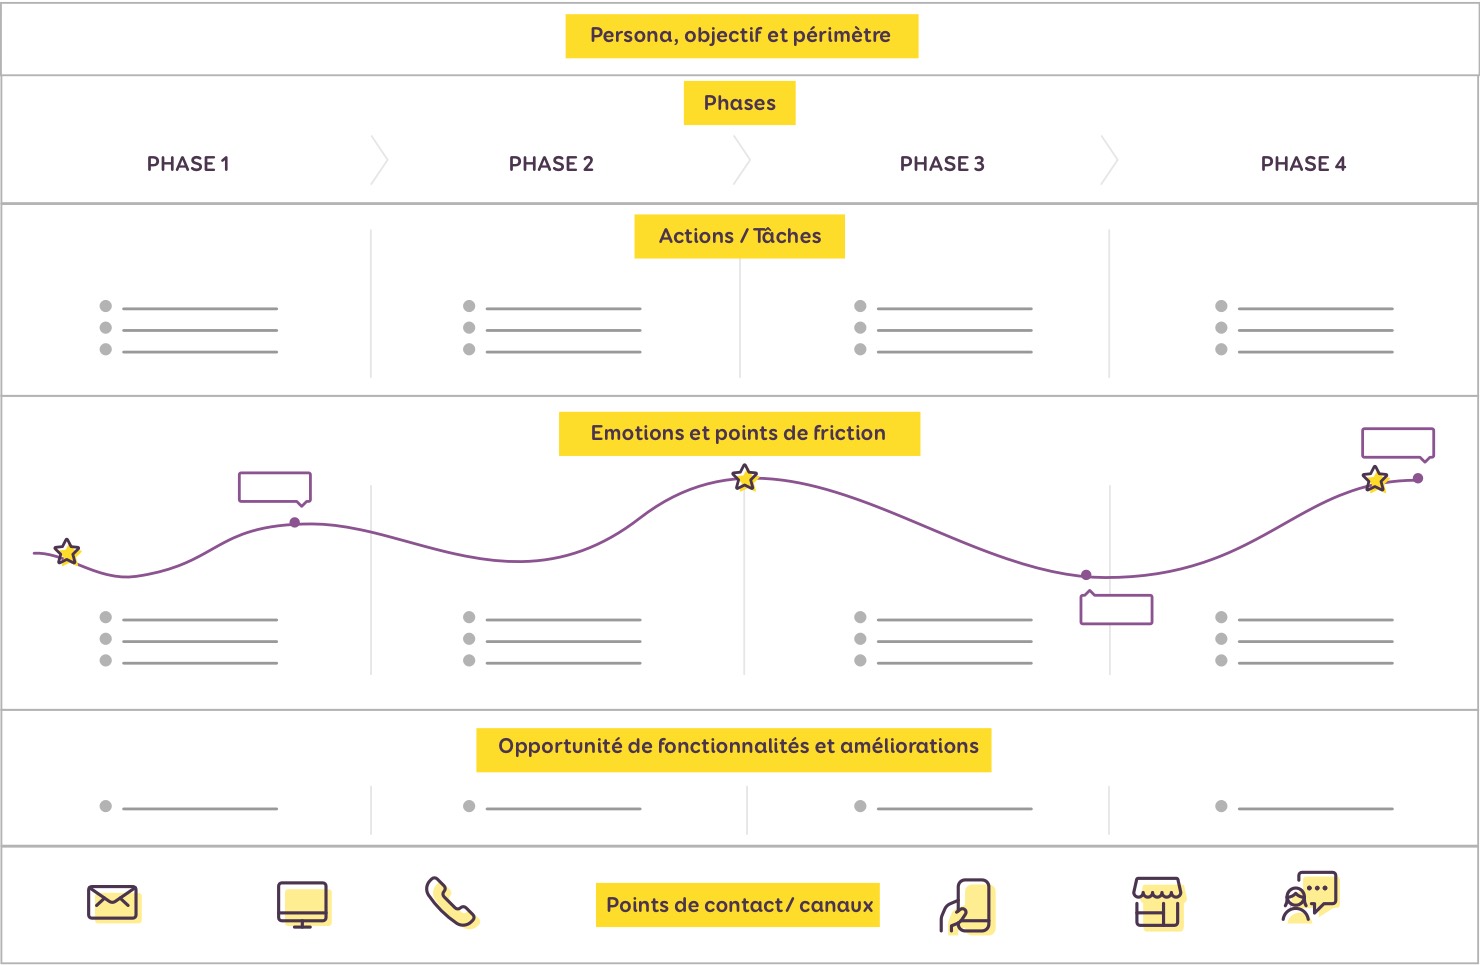 Persona, objectif et périmètre
Phases
PHASE 1
PHASE 2
PHASE 3
PHASE 4
Actions / Tâches
Emotions et points de friction
Opportunité de fonctionnalités et améliorations
Points de contact / canaux